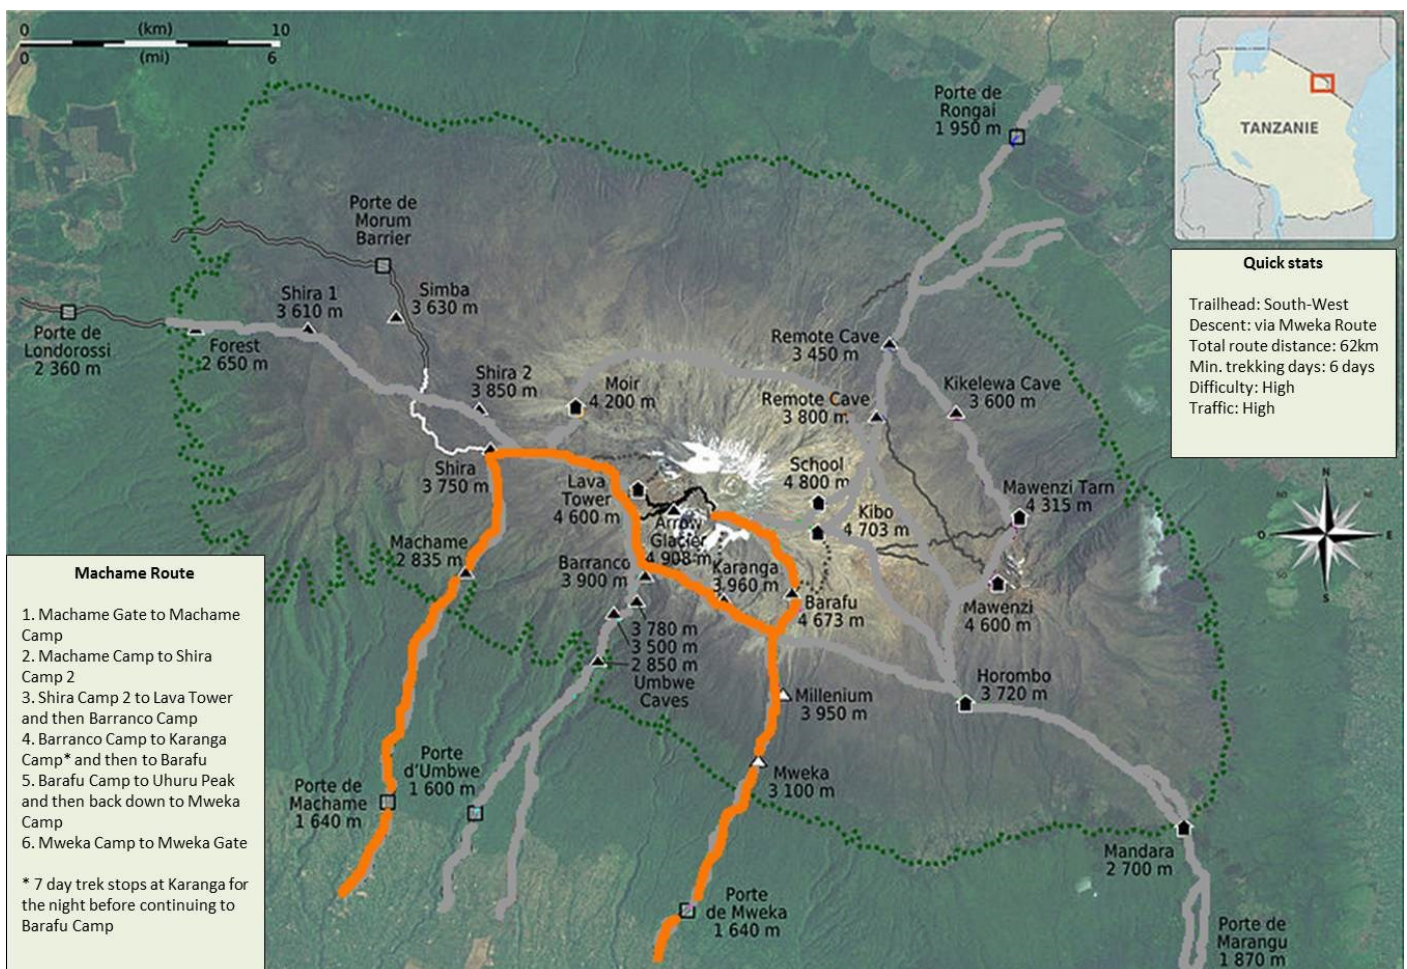 0
(km)
10
0
(mi)
6
Porte de
Rongai
1 950 m
TANZANIE
Porte de
Morum
Barrier
Simba
3 630 m
Shira 1
3 610 m
Porte de
Londorossi
2 360 m
Forest
2 650 m
Shira 2
3 850 m
Moir
4 200 m
Remote Cave
3 450 m
Remote Cave
3 800 m
Kikelewa Cave
3 600 m
Shira
3 750 m
Lava
Tower
4 600 m
School
4 800 m
Kibo
4 703 m
Mawenzi Tarn
4 315 m
Arrow
Glacier
4 908 m
Machame
2 835 m
Barranco
3 900 m
Karanga
3 960 m
Barafu
4 673 m
Mawenzi
4 600 m
3 780 m
3 500 m
2 850 m
Umbwe
Caves
Millenium
3 950 m
Horombo
3 720 m
Porte
d'Umbwe
1 600 m
Porte de
Machame
1 640 m
Mweka
3 100 m
Mandara
2 700 m
Porte
de Mweka
1 640 m
Porte de
Marangu
1 870 m
Quick stats
Trailhead: South-West
Descent: via Mweka Route
Total route distance: 62km
Min. trekking days: 6 days
Difficulty: High
Traffic: High
N
NO
NE
O
E
SO
SE
S
Machame Route
1. Machame Gate to Machame
Camp
2. Machame Camp to Shira
Camp 2
3. Shira Camp 2 to Lava Tower
and then Barranco Camp
4. Barranco Camp to Karanga
Camp* and then to Barafu
5. Barafu Camp to Uhuru Peak
and then back down to Mweka
Camp
6. Mweka Camp to Mweka Gate
* 7 day trek stops at Karanga for
the night before continuing to
Barafu Camp